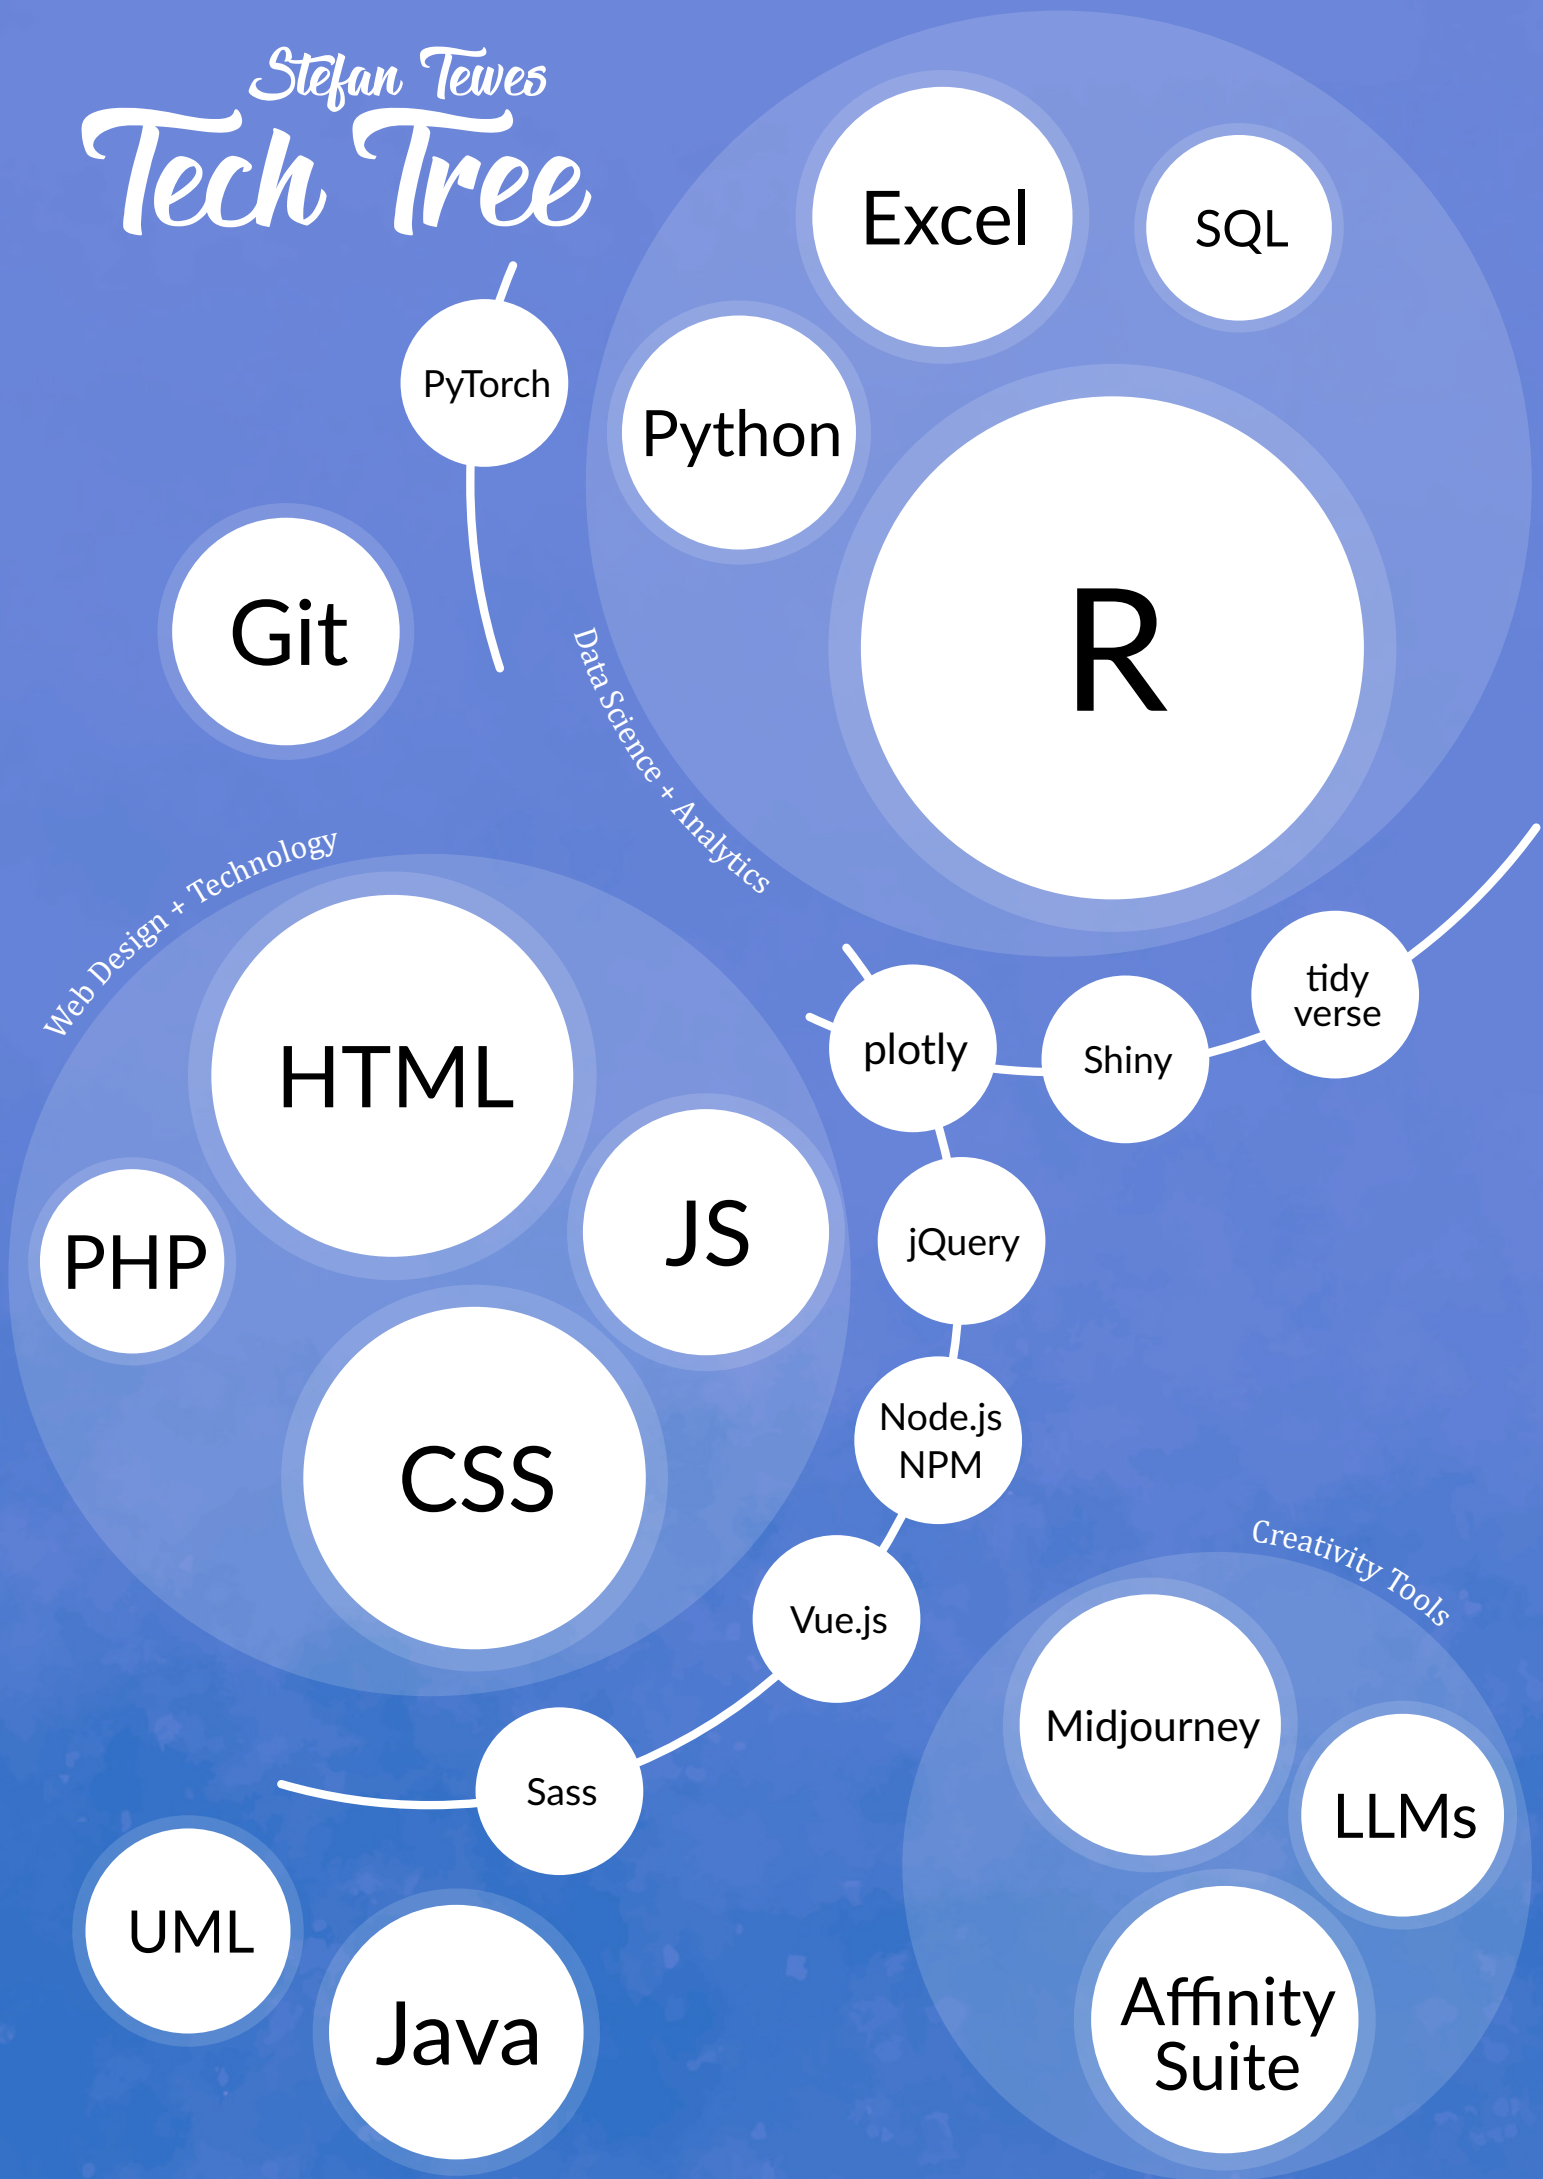 Stefan Tewes
Tech Tree
Excel
SQL
PyTorch
Python
R
Git
Data Science + Analytics
Web Design + Technology
tidy
verse
plotly
Shiny
HTML
JS
jQuery
PHP
Node.js
NPM
CSS
Vue.js
Sass
Creativity Tools
Midjourney
LLMs
Affinity
Suite
UML
Java